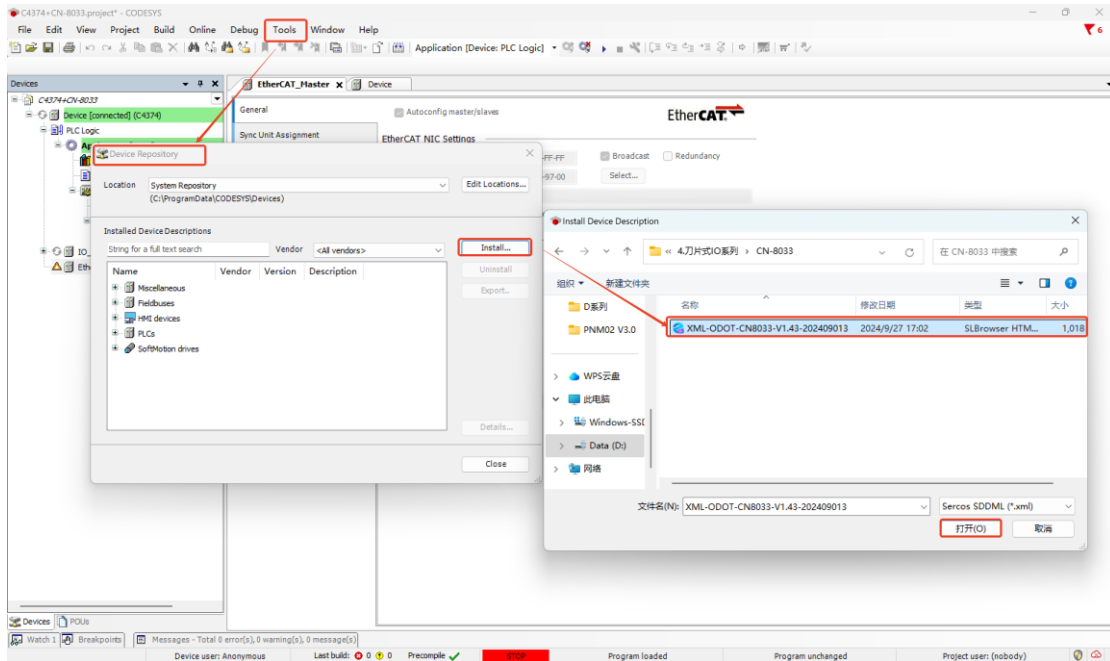 C4374+CN-8033.project* - CODESYS
File Edit View Project Build Online Debug Tools Window Help
Application [Device: PLC Logic]
6
Devices
C4374+CN-8033
Device [connected] (C4374)
PLC Logic
EtherCAT_Master
Device
General
Sync Unit Assignment
Autoconfig master/slaves
EtherCAT
EtherCAT NIC Settings
FF-FF
Broadcast
Redundancy
-97-00
Select...
Device Repository
Location
System Repository
Edit Locations...
(C:\ProgramData\CODESYS\Devices)
Installed Device Descriptions
String for a full text search
Vendor
<All vendors>
Install...
Uninstall
Export...
Name Vendor Version Description
Miscellaneous
Fieldbuses
HMI devices
PLCs
SoftMotion drives
Details...
Close
Install Device Description
« 4.刀片式IO系列 › CN-8033
在 CN-8033 中搜索
组织
新建文件夹
D系列
PNM02 V3.0
WPS云盘
此电脑
Windows-SSD
Data (D:)
网络
名称 修改日期 类型 大小
XML-ODOT-CN8033-V1.43-202409013 2024/9/27 17:02 SLBrowser HTM... 1,018
文件名(N):
XML-ODOT-CN8033-V1.43-202409013
Sercos SDDML (*.xml)
打开(O)
取消
Devices
POUs
Watch 1
Breakpoints
Messages - Total 0 error(s), 0 warning(s), 0 message(s)
Device user: Anonymous
Last build: 0 0
Precompile
STOP
Program loaded
Program unchanged
Project user: (nobody)